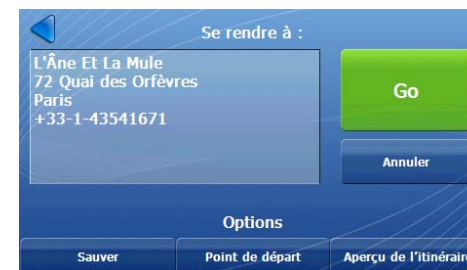 Se rendre à :
L'Âne Et La Mule
72 Quai des Orfèvres
Paris
+33-1-43541671
Go
Annuler
Options
Sauver
Point de départ
Aperçu de l'itinéraire